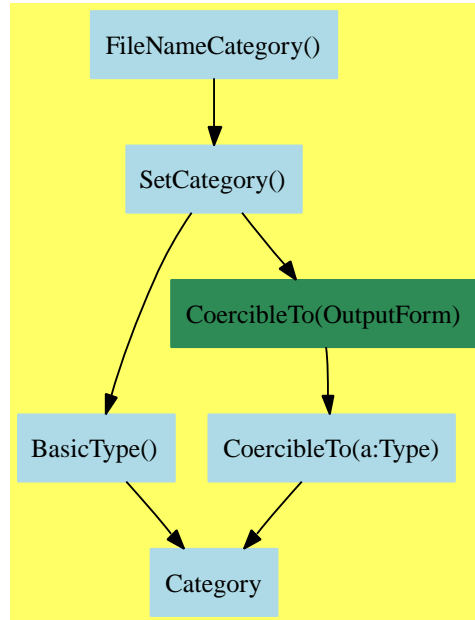 FileNameCategory()
SetCategory()
CoercibleTo(OutputForm)
BasicType()
CoercibleTo(a:Type)
Category